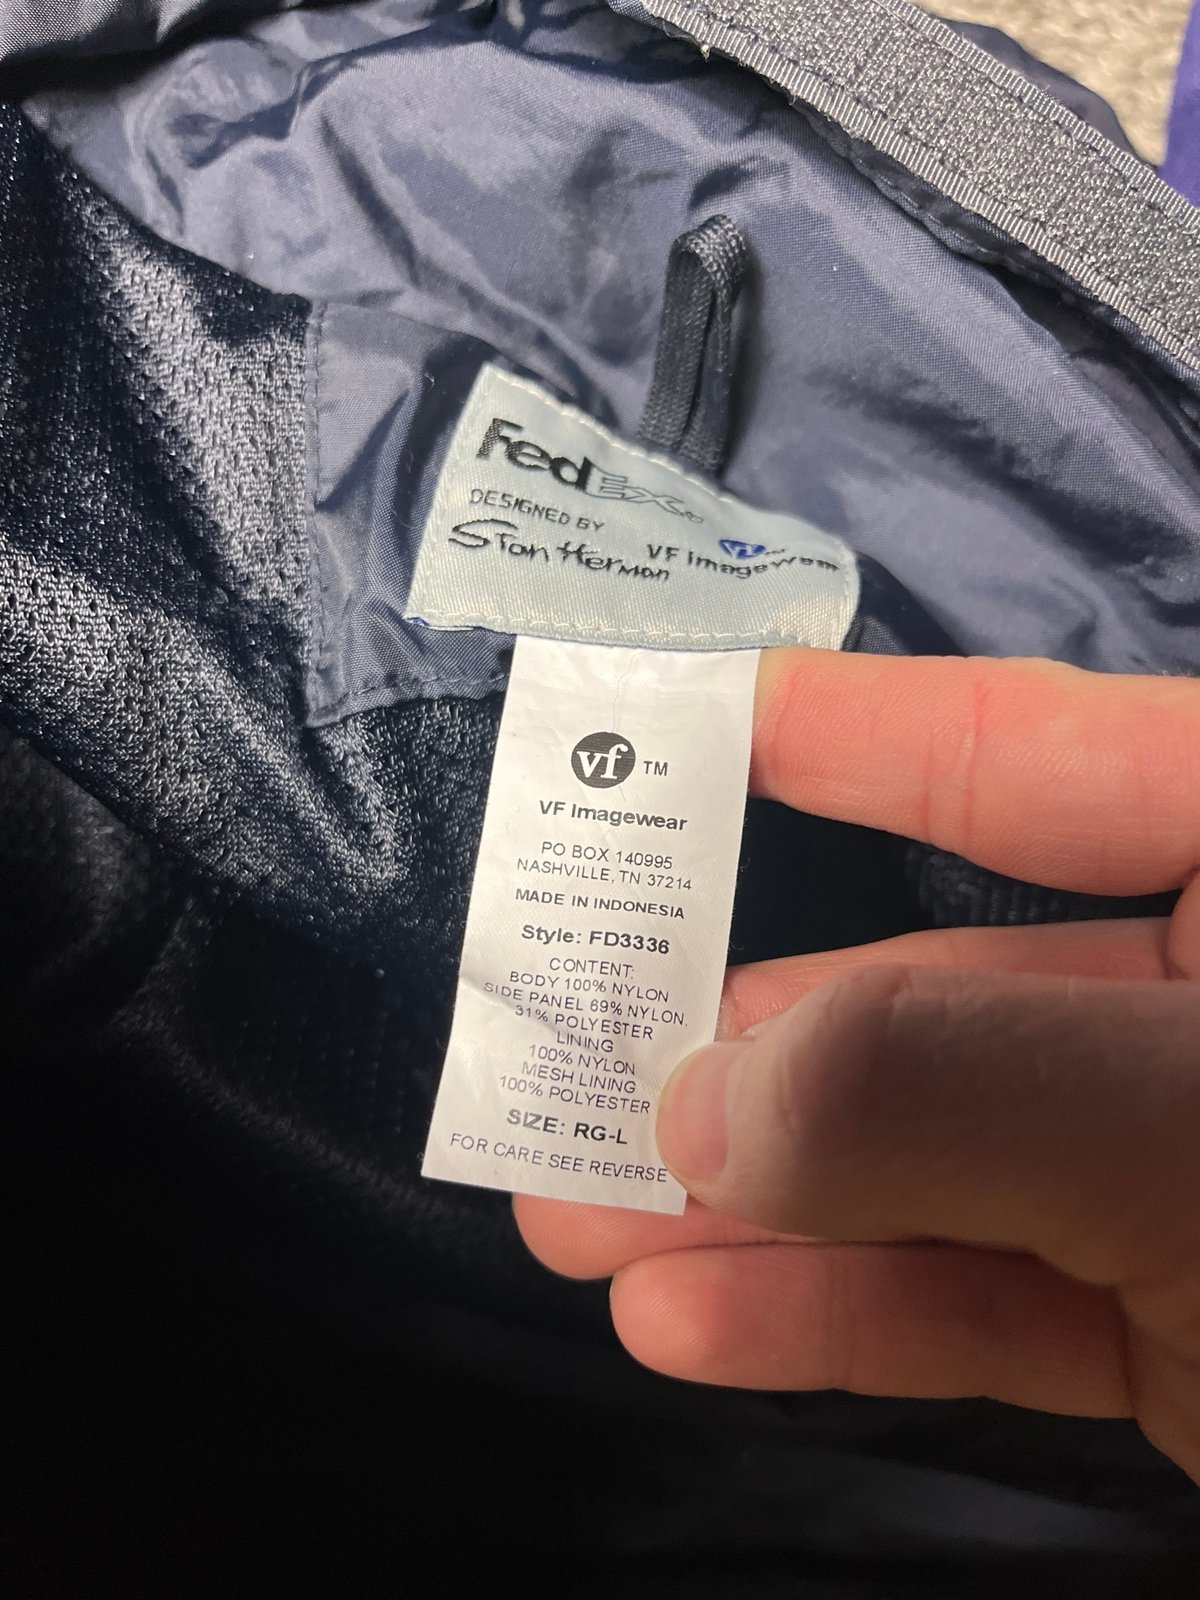 FedEx®
DESIGNED BY
Stan Herman
VF Imagewear
vf TM
VF Imagewear
PO BOX 140995
NASHVILLE, TN 37214
MADE IN INDONESIA
Style: FD3336
CONTENT:
BODY 100% NYLON
SIDE PANEL 69% NYLON,
31% POLYESTER
LINING
100% NYLON
MESH LINING
100% POLYESTER
SIZE: RG-L
FOR CARE SEE REVERSE